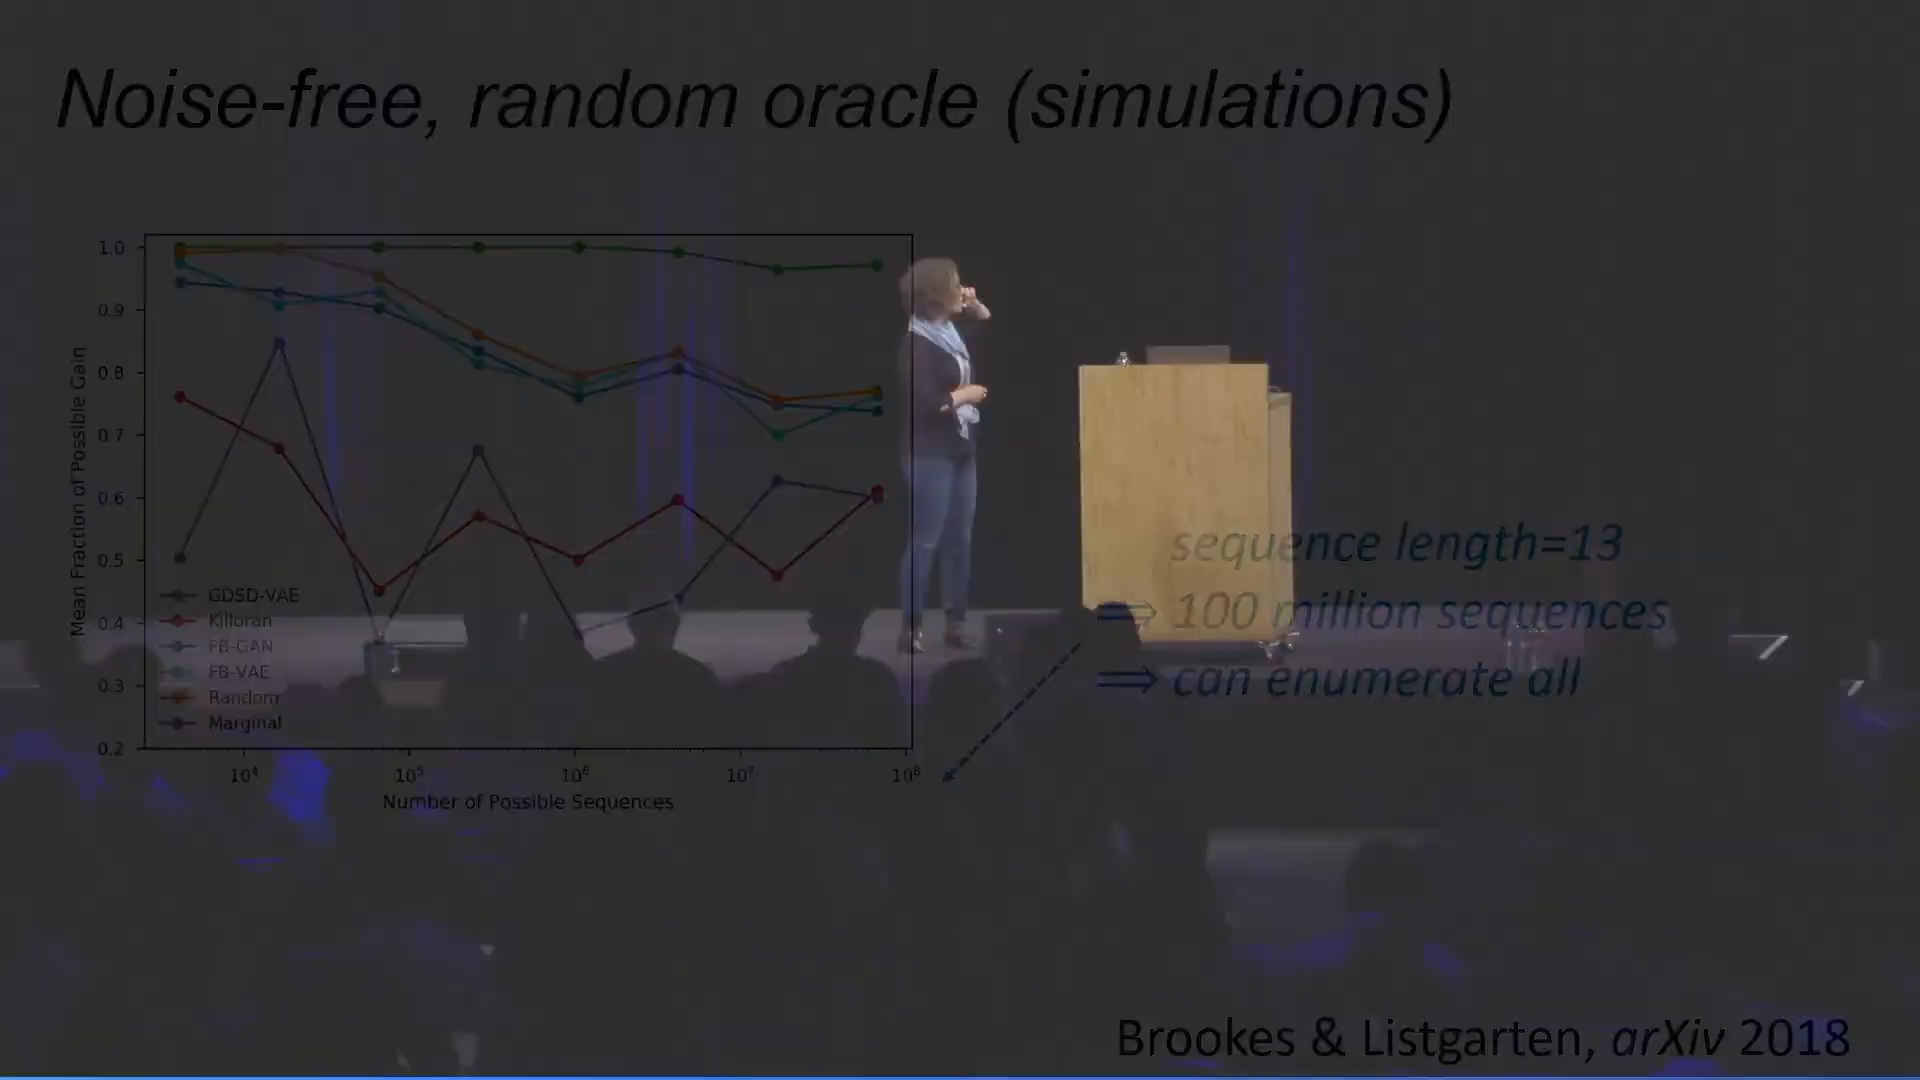 Noise-free, random oracle (simulations)
1.0
0.9
0.8
0.7
0.6
0.5
0.4
0.3
0.2
Mean Fraction of Possible Gain
GDSD-VAE
Killoran
FB-GAN
FB-VAE
Random
Marginal
10⁴ 10⁵ 10⁶ 10⁷ 10⁸
Number of Possible Sequences
sequence length=13
⟹ 100 million sequences
⟹ can enumerate all
Brookes & Listgarten, arXiv 2018